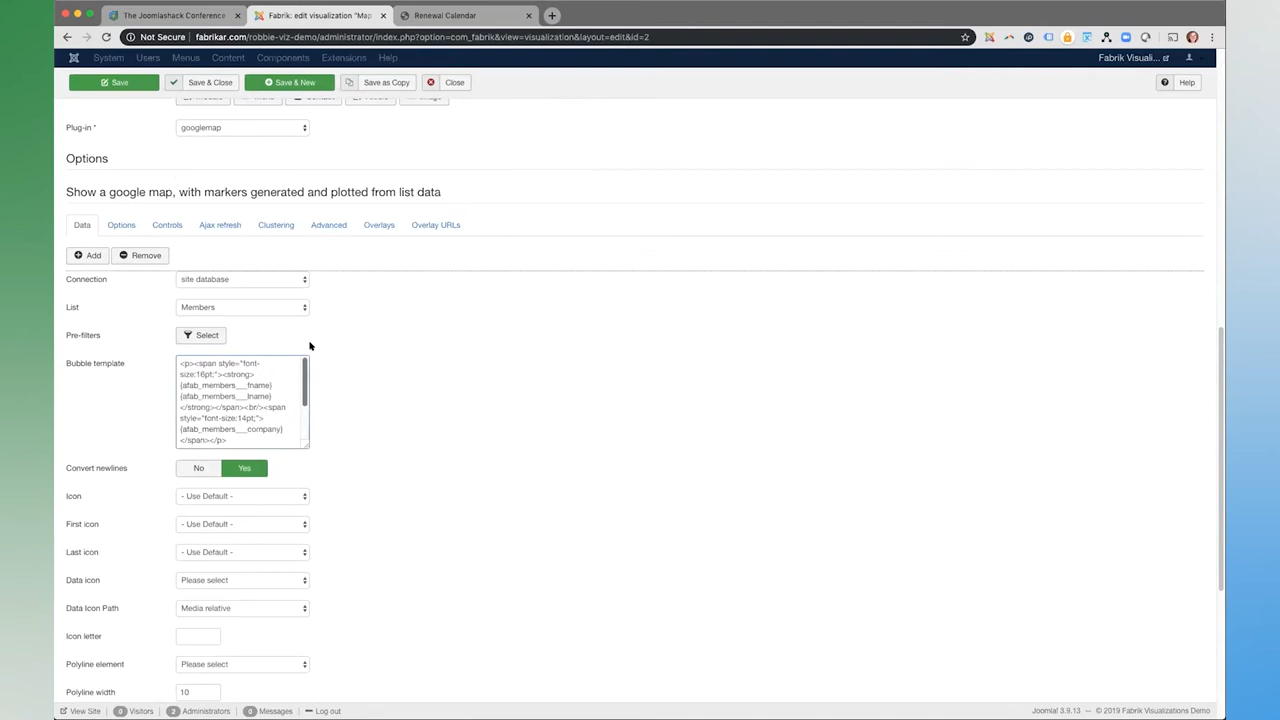 The Joomlashack Conference
Fabrik: edit visualization "Map
Renewal Calendar
Not Secure | fabrikar.com/robbie-viz-demo/administrator/index.php?option=com_fabrik&view=visualization&layout=edit&id=2
System Users Menus Content Components Extensions Help
Fabrik Visuali...
Save
Save & Close
Save & New
Save as Copy
Close
Help
Plug-in *
googlemap
Options
Show a google map, with markers generated and plotted from list data
Data Options Controls Ajax refresh Clustering Advanced Overlays Overlay URLs
Add
Remove
Connection
site database
List
Members
Pre-filters
Select
Bubble template
<p><span style="font-
size:16pt;"><strong>
{afab_members___fname}
{afab_members___lname}
</strong></span><br/><span
style="font-size:14pt;">
{afab_members___company}
</span></p>
Convert newlines
No
Yes
Icon
- Use Default -
First icon
- Use Default -
Last icon
- Use Default -
Data icon
Please select
Data Icon Path
Media relative
Icon letter
Polyline element
Please select
Polyline width
10
View Site
0 Visitors
2 Administrators
0 Messages
Log out
Joomla! 3.9.13 -- © 2019 Fabrik Visualizations Demo